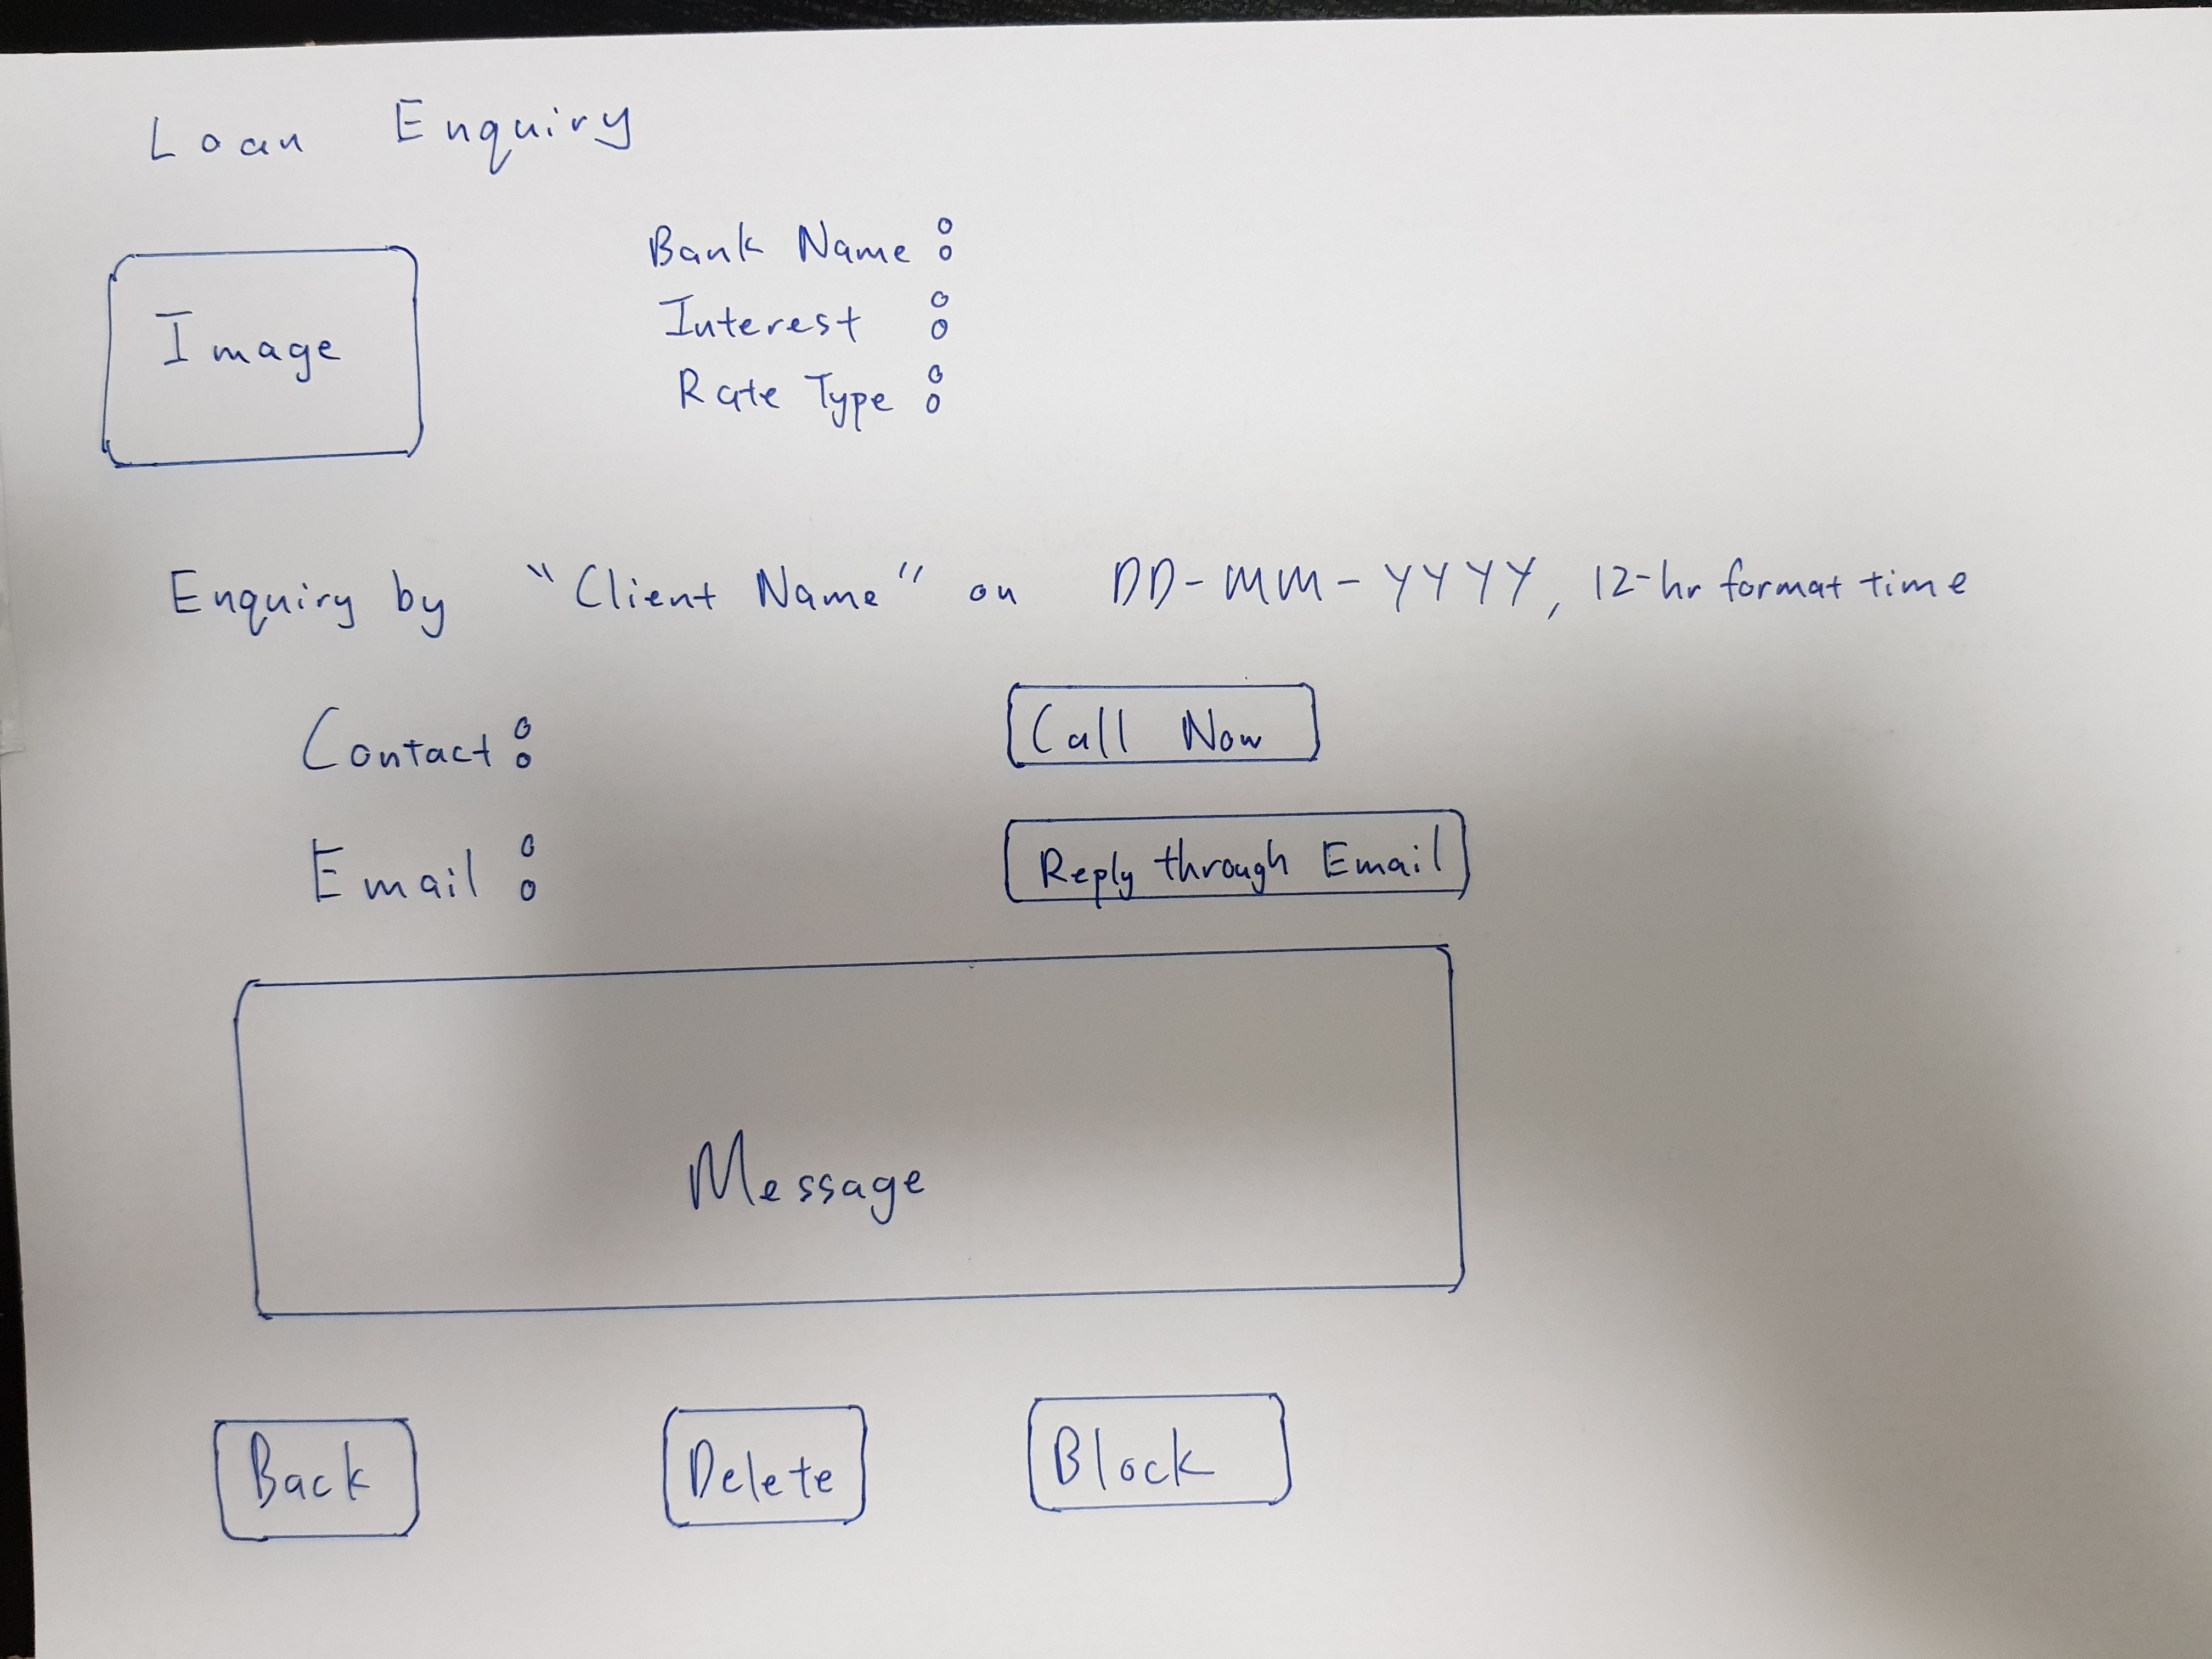 Loan Enquiry
Image
Bank Name :
Interest :
Rate Type :
Enquiry by "Client Name" on DD-MM-YYYY, 12-hr format time
Contact :
Call Now
Email :
Reply through Email
Message
Back
Delete
Block